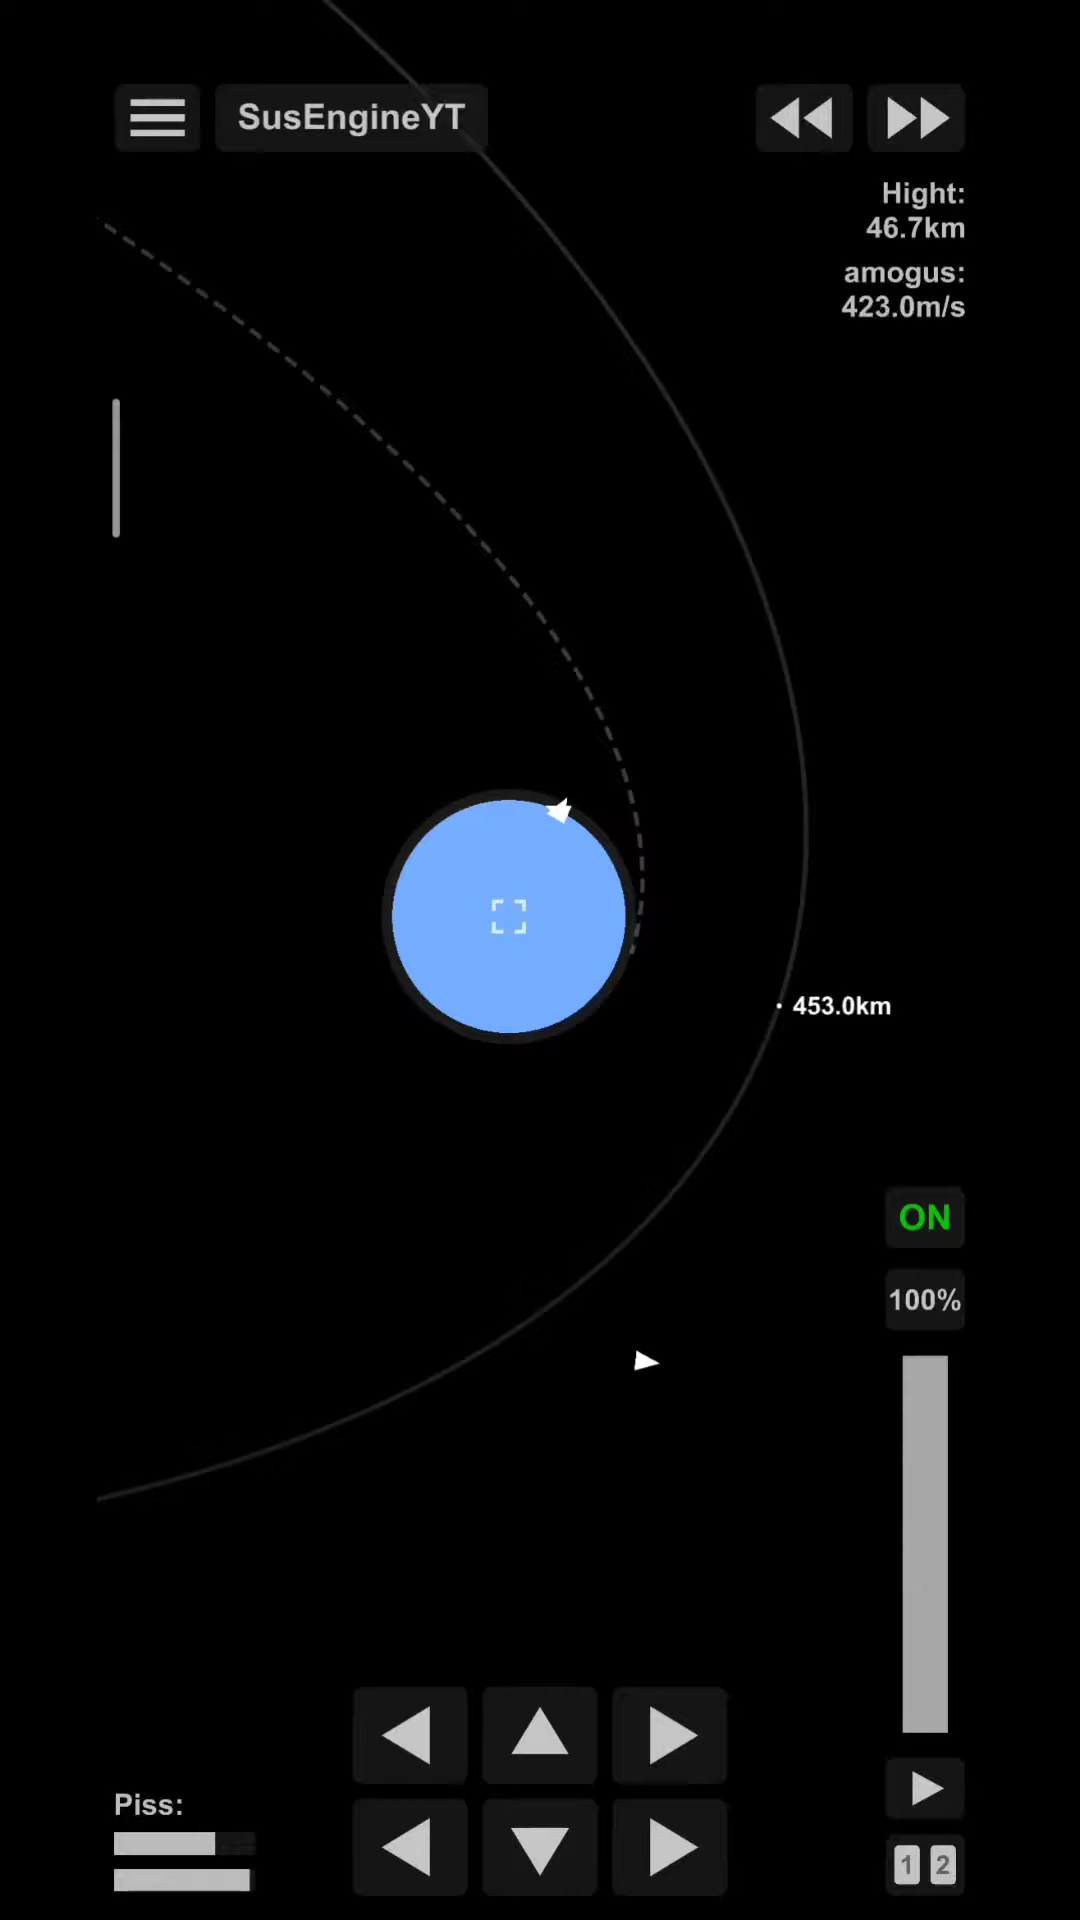 SusEngineYT
Hight:
46.7km
amogus:
423.0m/s
453.0km
ON
100%
Piss:
1 2